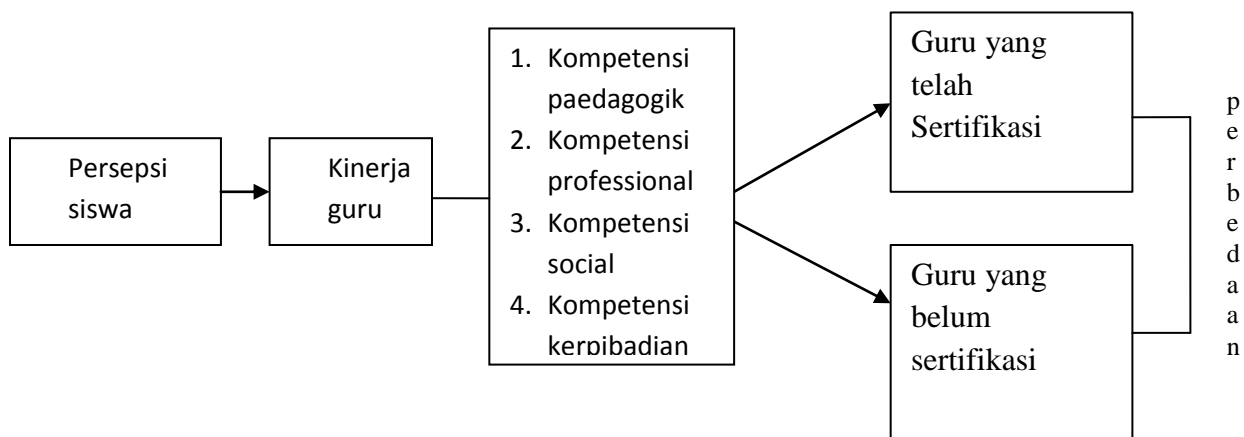 Persepsi
siswa
Kinerja
guru
1. Kompetensi
paedagogik
2. Kompetensi
professional
3. Kompetensi
social
4. Kompetensi
kerpibadian
Guru yang
telah
Sertifikasi
Guru yang
belum
sertifikasi
p
e
r
b
e
d
a
a
n